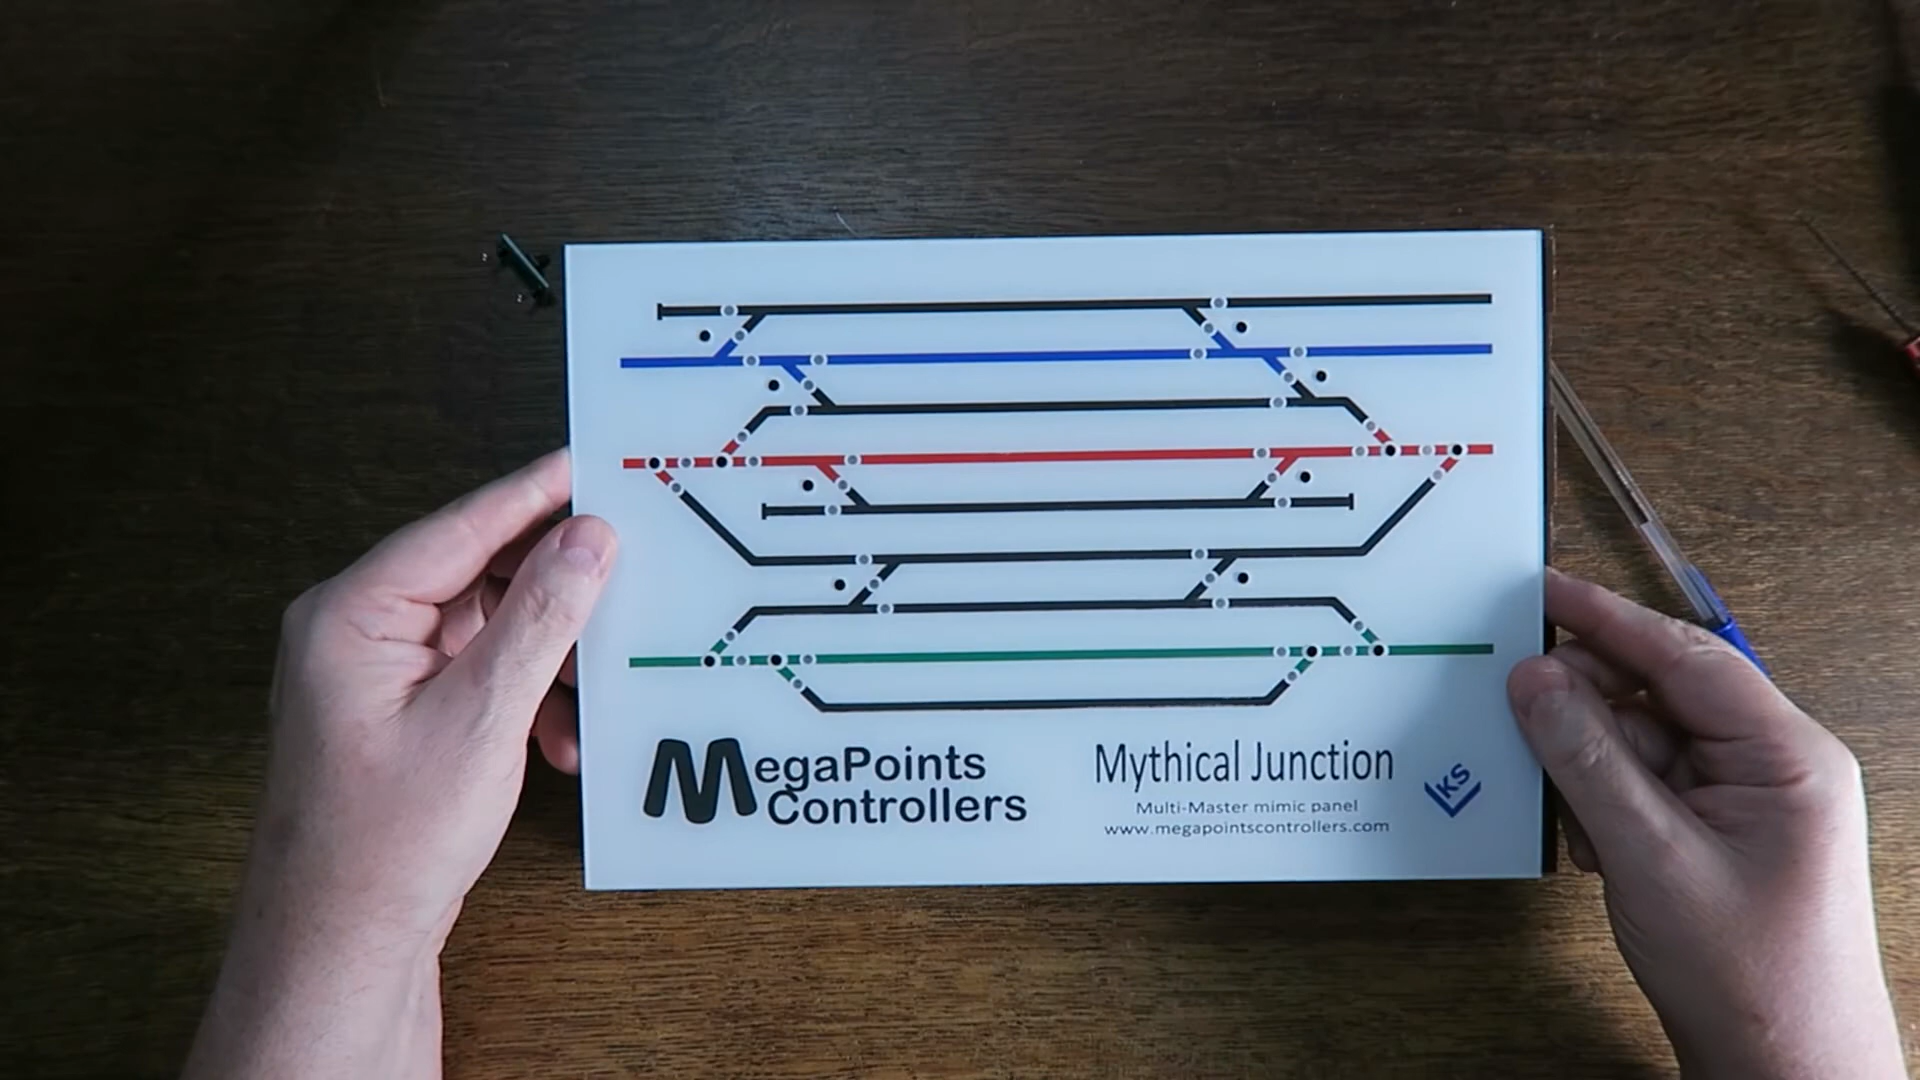 MegaPoints
Controllers
Mythical Junction
Multi-Master mimic panel
www.megapointscontrollers.com
KS